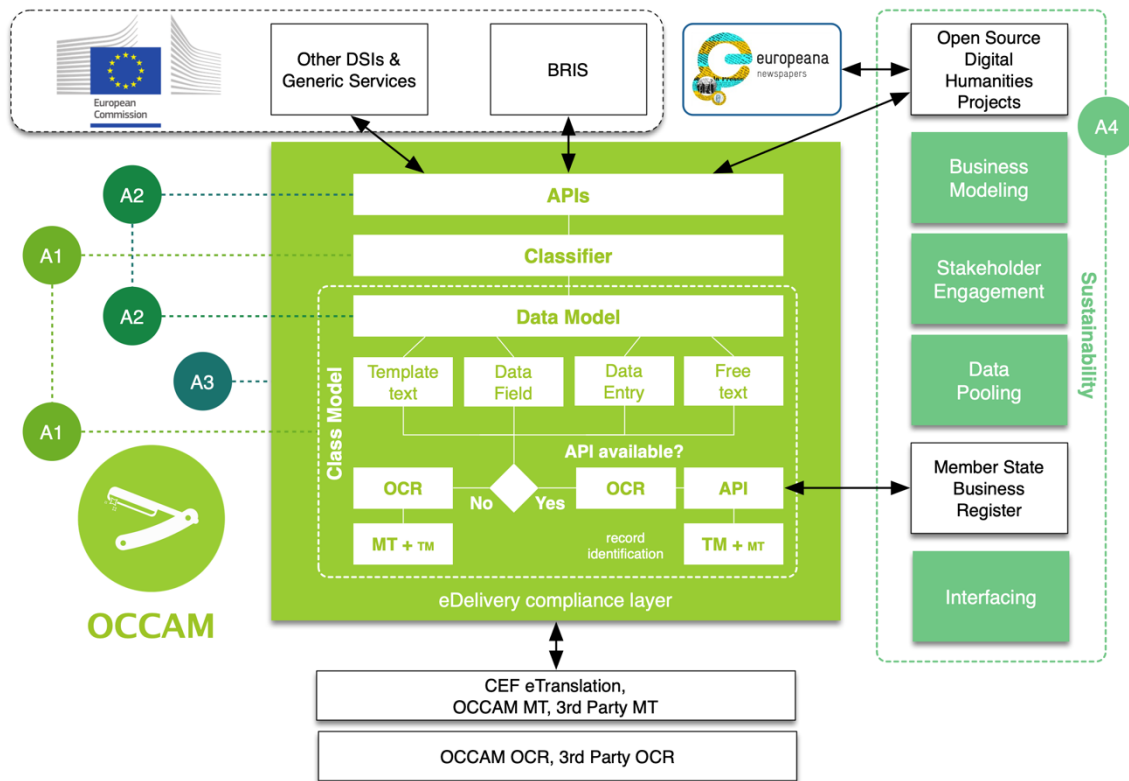 European
Commission
Other DSIs &
Generic Services
BRIS
europeana
newspapers
Open Source
Digital
Humanities
Projects
A4
Business
Modeling
Stakeholder
Engagement
Data
Pooling
Sustainability
Member State
Business
Register
Interfacing
A2
A1
A2
A3
A1
OCCAM
APIs
Classifier
Data Model
Class Model
Template
text
Data
Field
Data
Entry
Free
text
API available?
OCR
No
Yes
OCR
API
MT + TM
record
identification
TM + MT
eDelivery compliance layer
CEF eTranslation,
OCCAM MT, 3rd Party MT
OCCAM OCR, 3rd Party OCR